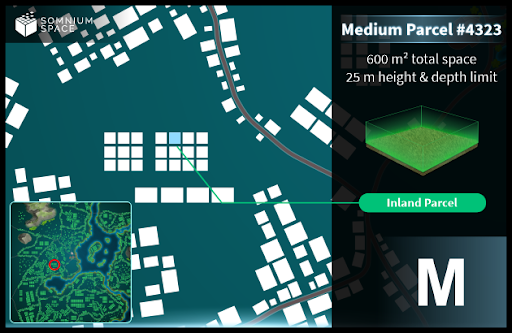 SOMNIUM
SPACE
Medium Parcel #4323
600 m² total space
25 m height & depth limit
Inland Parcel
M